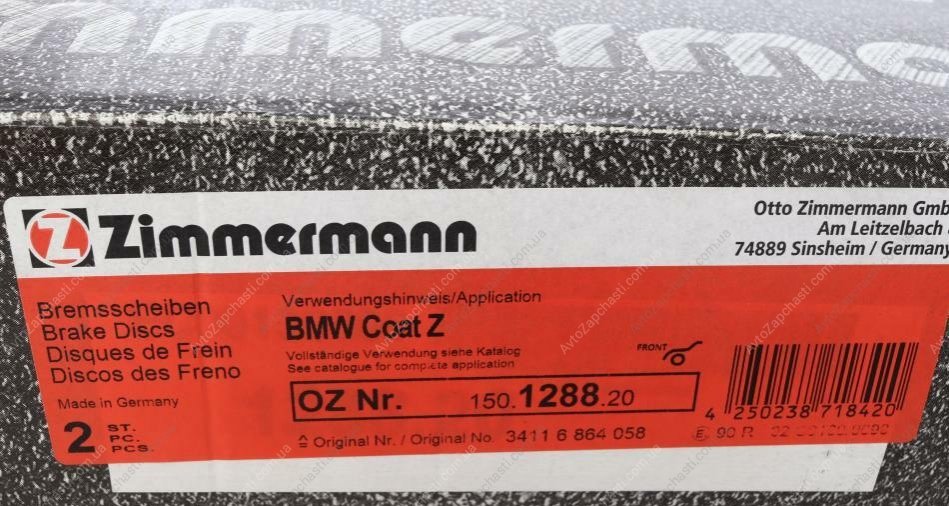 Zimmermann
Otto Zimmermann Gmb
Am Leitzelbach
74889 Sinsheim / Germany
Bremsscheiben
Brake Discs
Disques de Frein
Discos des Freno
Made in Germany
2 ST.
PC.
PCS.
Verwendungshinweis/Application
BMW Coat Z
Vollständige Verwendung siehe Katalog
See catalogue for complete application
FRONT
OZ Nr. 150.1288.20
≙ Original Nr. / Original No. 3411 6 864 058
4 250238 718420
90 R
AvtoZapchasti.com.ua